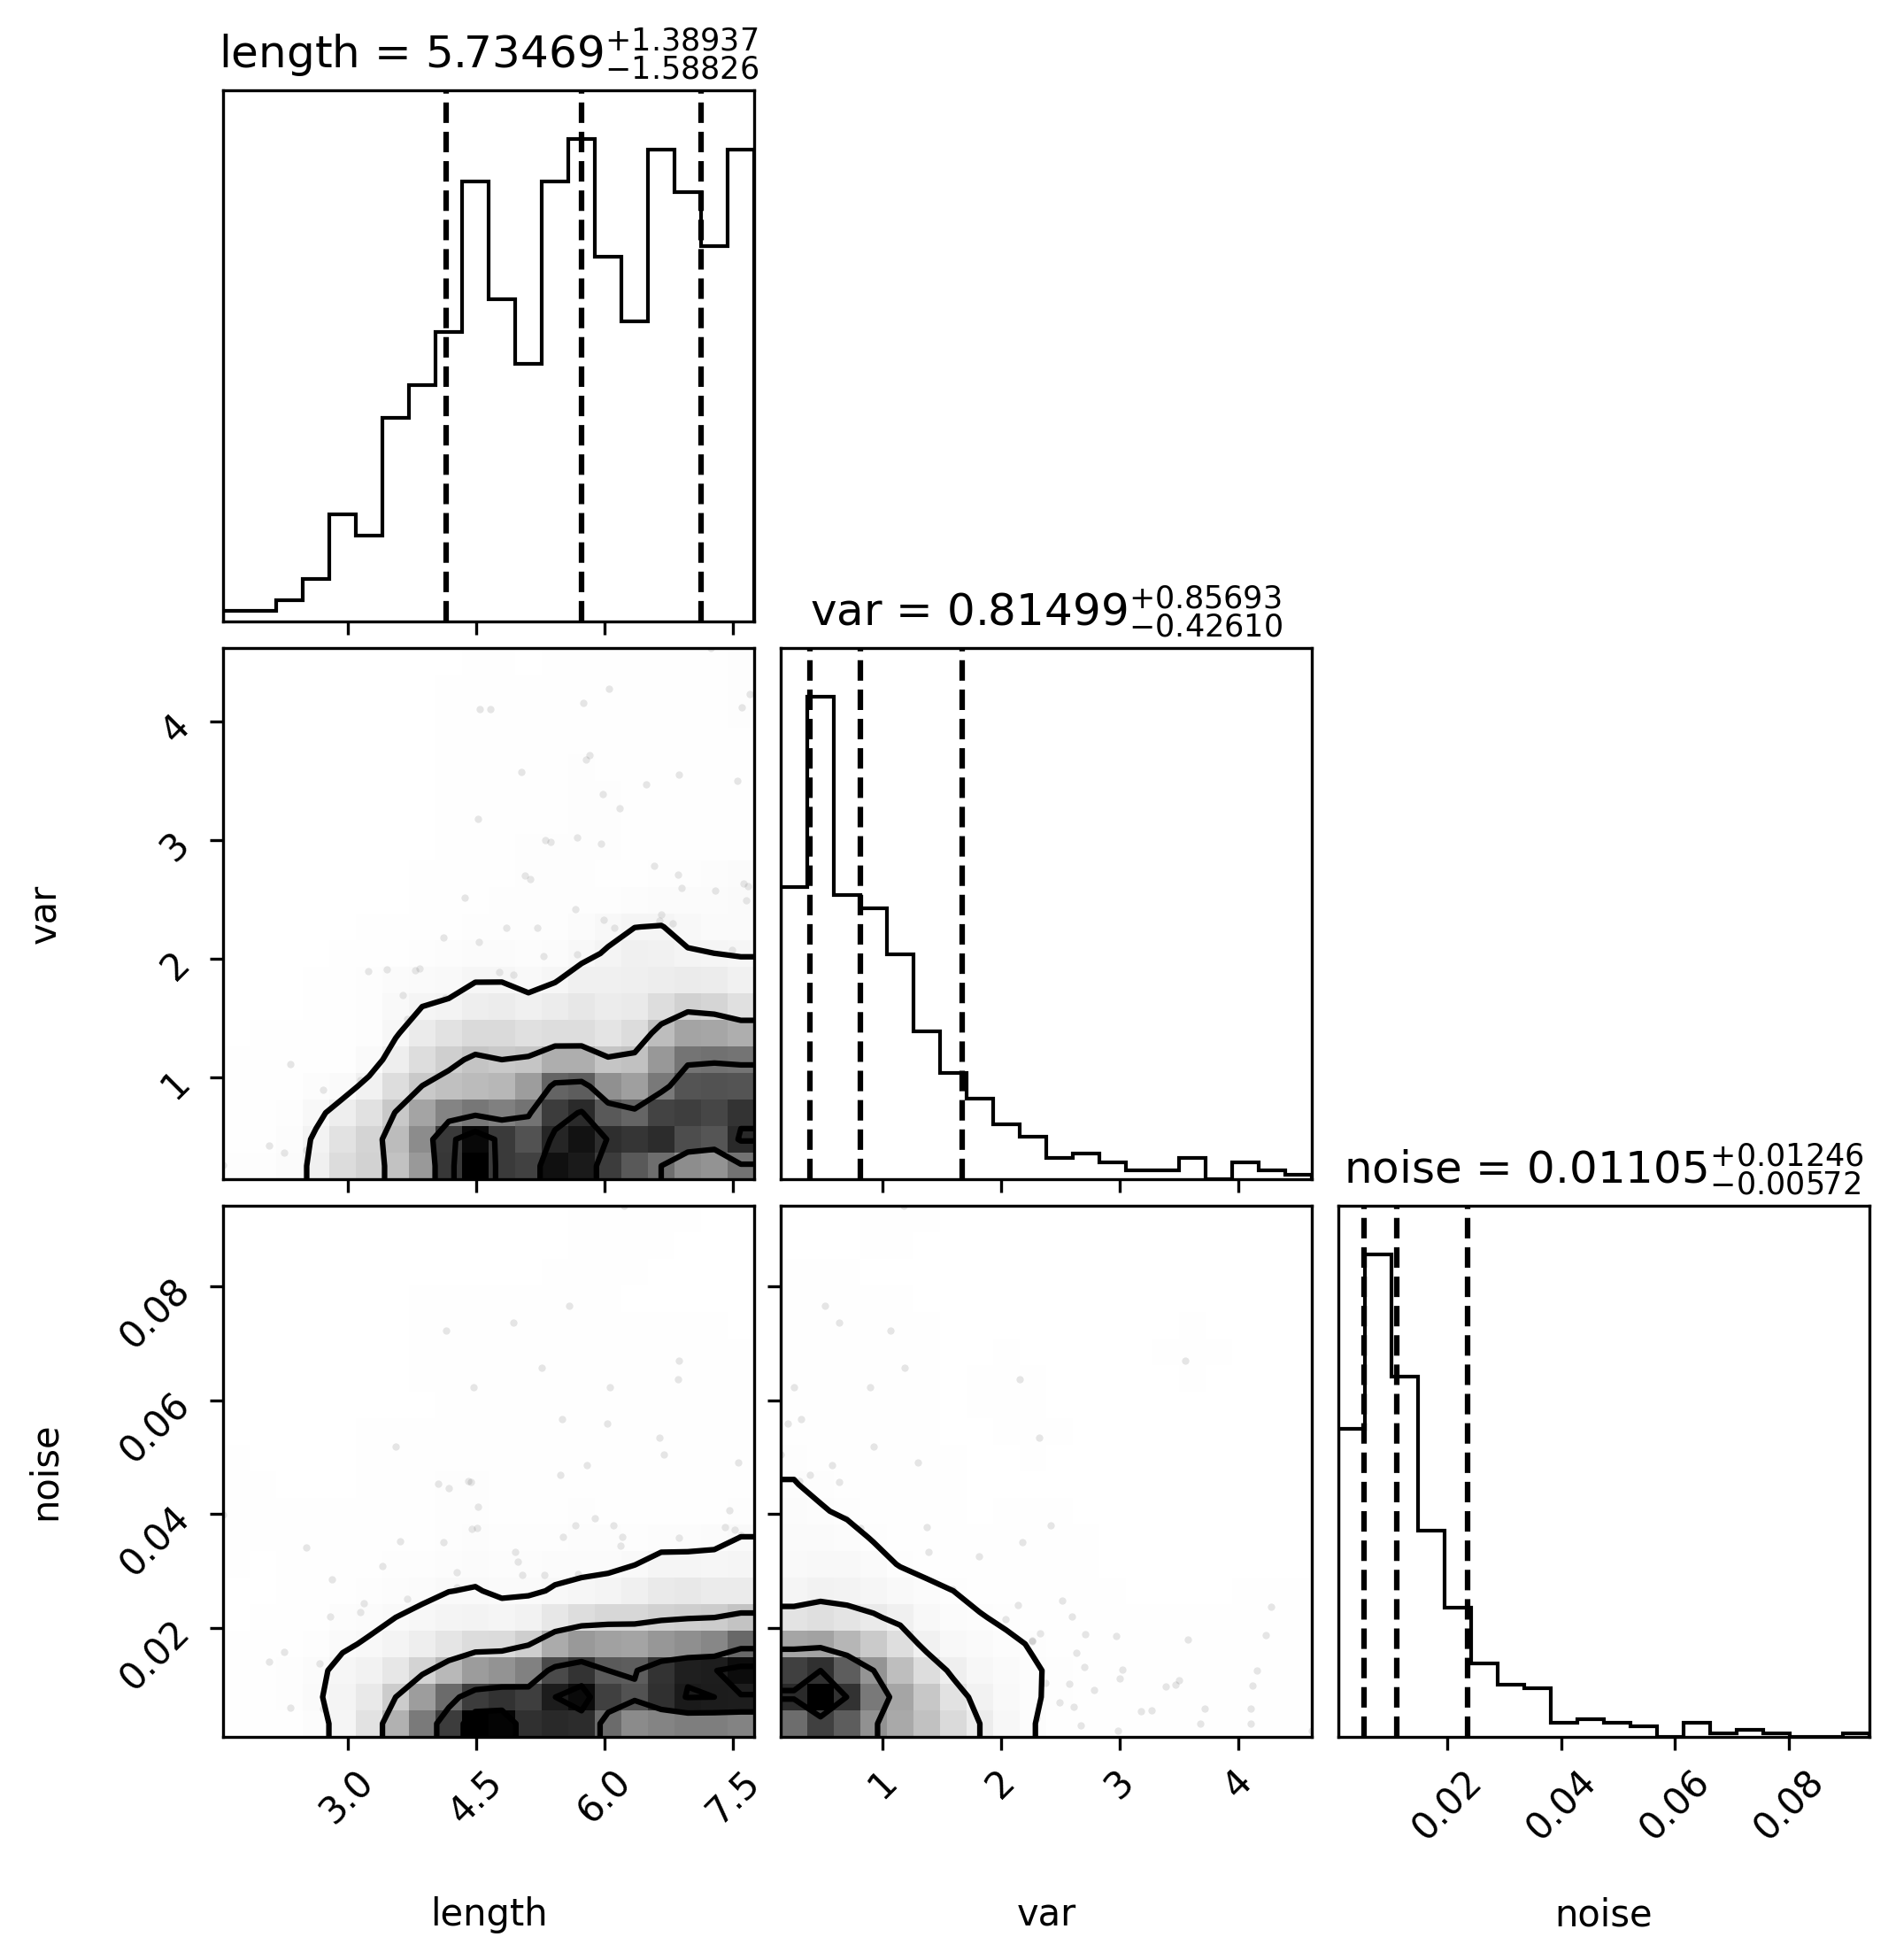 length = 5.73469 +1.38937 −1.58826
var = 0.81499 +0.85693 −0.42610
4
3
2
1
var
noise = 0.01105 +0.01246 −0.00572
0.08
0.06
0.04
0.02
noise
3.0 4.5 6.0 7.5 1 2 3 4 0.02 0.04 0.06 0.08
length var noise